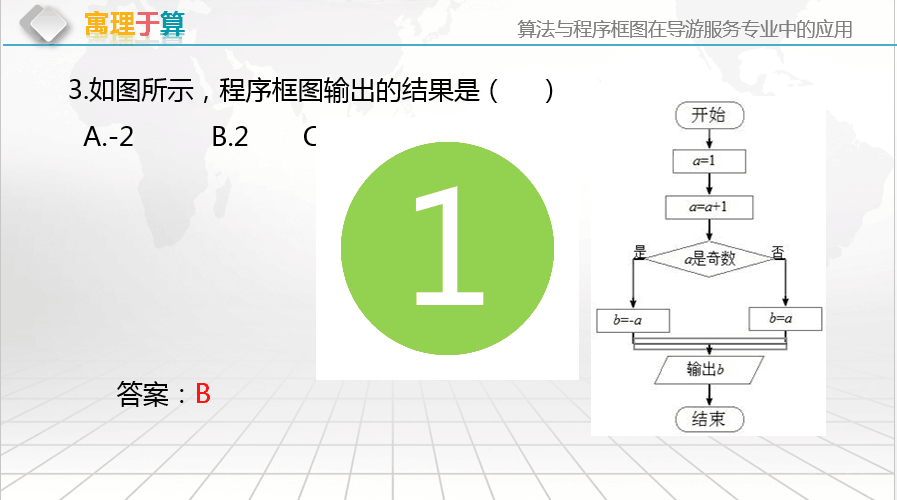 寓理于算
算法与程序框图在导游服务专业中的应用
3.如图所示，程序框图输出的结果是（ ）
A.-2 B.2 C
1
答案：B
开始
a=1
a=a+1
是 a是奇数 否
b=-a b=a
输出b
结束